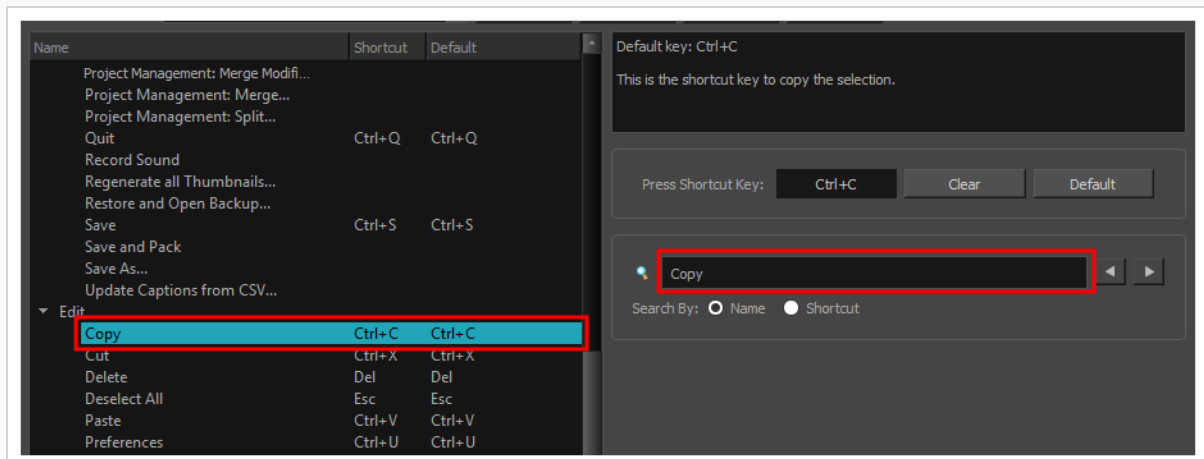 Name Shortcut Default
Project Management: Merge Modifi...
Project Management: Merge...
Project Management: Split...
Quit Ctrl+Q Ctrl+Q
Record Sound
Regenerate all Thumbnails...
Restore and Open Backup...
Save Ctrl+S Ctrl+S
Save and Pack
Save As...
Update Captions from CSV...
Edit
Copy Ctrl+C Ctrl+C
Cut Ctrl+X Ctrl+X
Delete Del Del
Deselect All Esc Esc
Paste Ctrl+V Ctrl+V
Preferences Ctrl+U Ctrl+U
Default key: Ctrl+C
This is the shortcut key to copy the selection.
Press Shortcut Key: Ctrl+C Clear Default
Copy
Search By: Name Shortcut